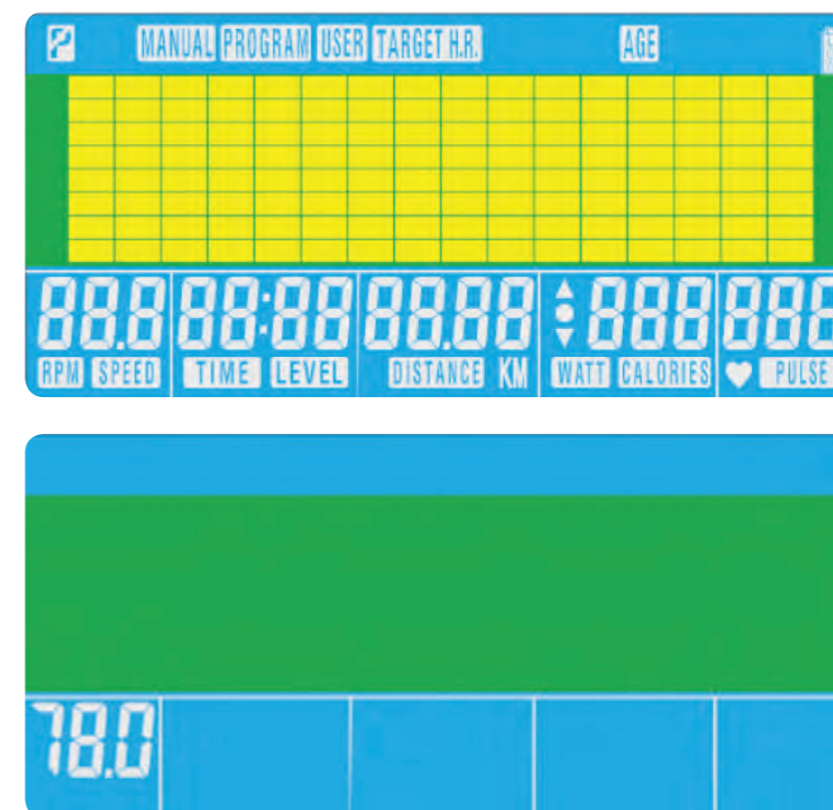 P MANUAL PROGRAM USER TARGET H.R. AGE
88.8 88:88 88.88 888 888
RPM SPEED TIME LEVEL DISTANCE KM WATT CALORIES PULSE
78.0